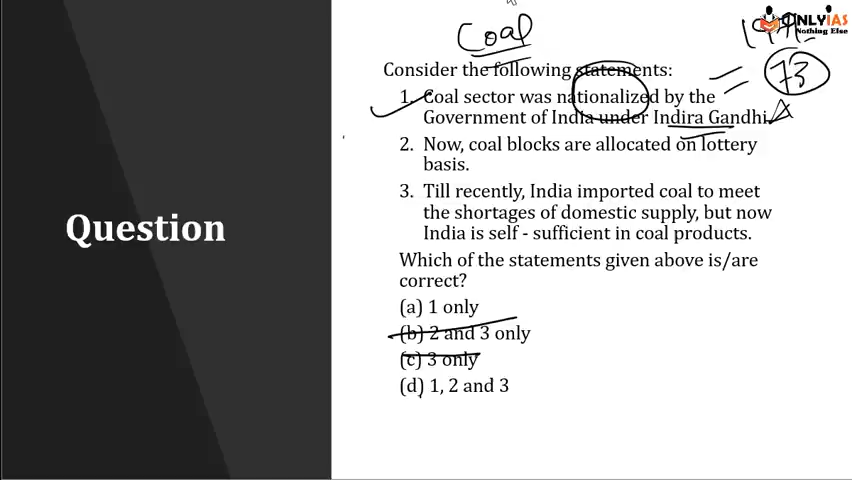 Coal
ONLYIAS
Nothing Else
73
Consider the following statements:
1. Coal sector was nationalized by the
Government of India under Indira Gandhi.
2. Now, coal blocks are allocated on lottery
basis.
3. Till recently, India imported coal to meet
the shortages of domestic supply, but now
India is self - sufficient in coal products.
Question
Which of the statements given above is/are
correct?
(a) 1 only
(b) 2 and 3 only
(c) 3 only
(d) 1, 2 and 3